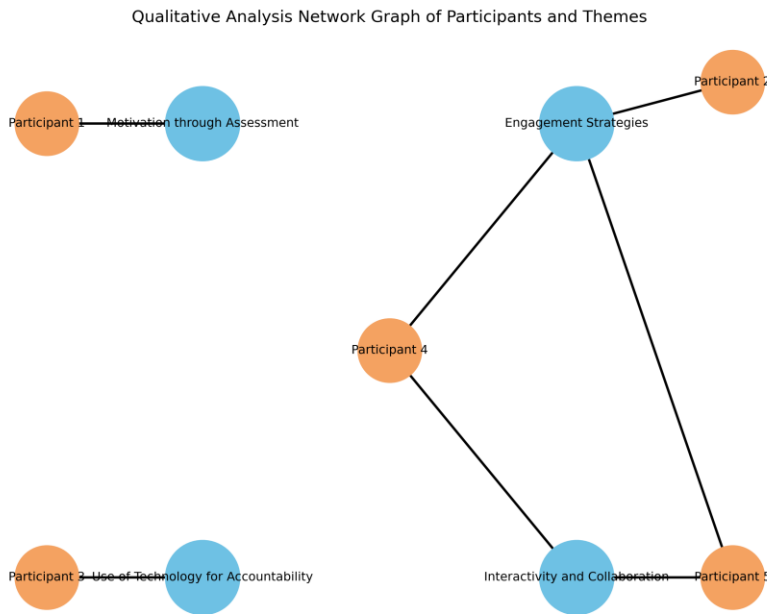 Qualitative Analysis Network Graph of Participants and Themes
Participant 2
Participant 1
Motivation through Assessment
Engagement Strategies
Participant 4
Participant 3
Use of Technology for Accountability
Interactivity and Collaboration
Participant 5